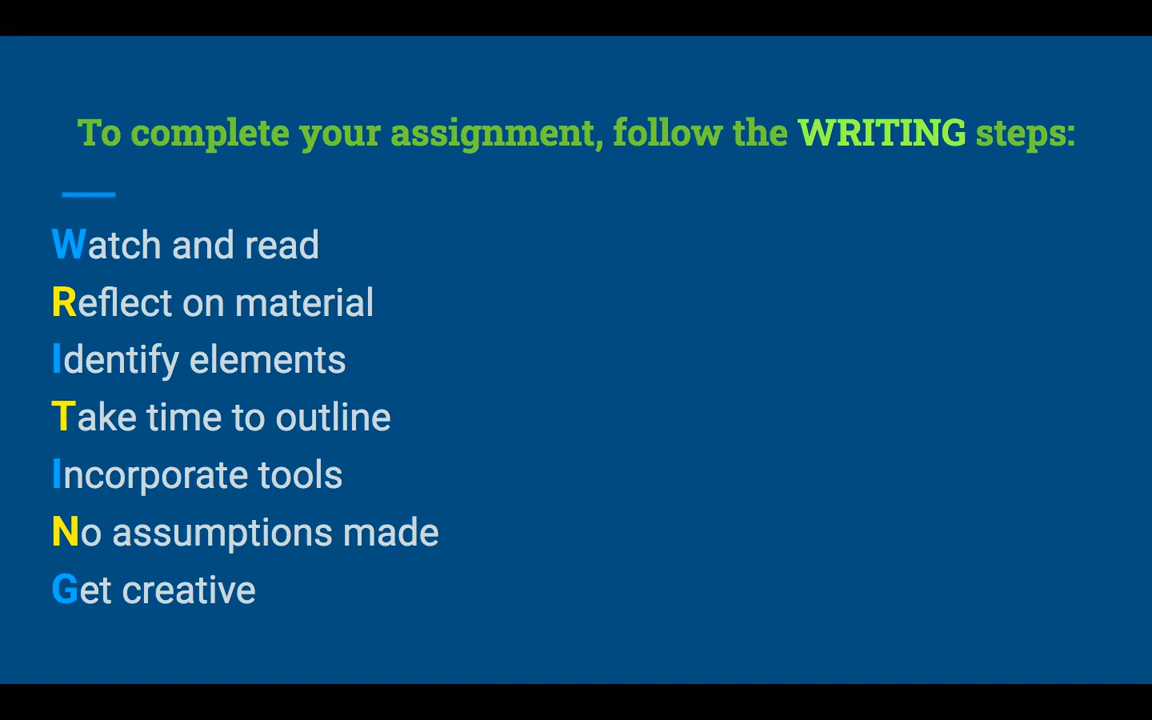 To complete your assignment, follow the WRITING steps:
Watch and read
Reflect on material
Identify elements
Take time to outline
Incorporate tools
No assumptions made
Get creative